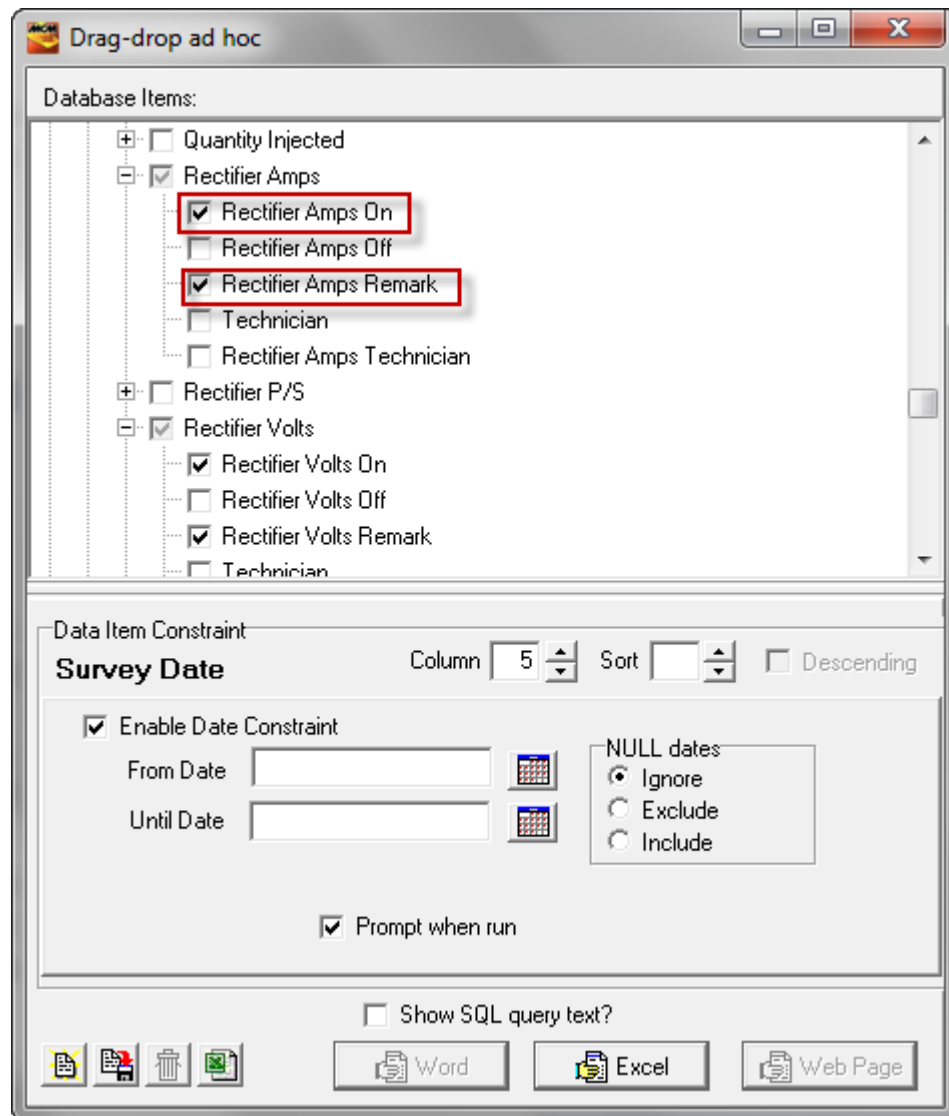 MCM
Drag-drop ad hoc
Database Items:
Quantity Injected
Rectifier Amps
Rectifier Amps On
Rectifier Amps Off
Rectifier Amps Remark
Technician
Rectifier Amps Technician
Rectifier P/S
Rectifier Volts
Rectifier Volts On
Rectifier Volts Off
Rectifier Volts Remark
Technician
Data Item Constraint
Survey Date Column 5 Sort Descending
Enable Date Constraint
From Date
Until Date
NULL dates
Ignore
Exclude
Include
Prompt when run
Show SQL query text?
Word Excel Web Page